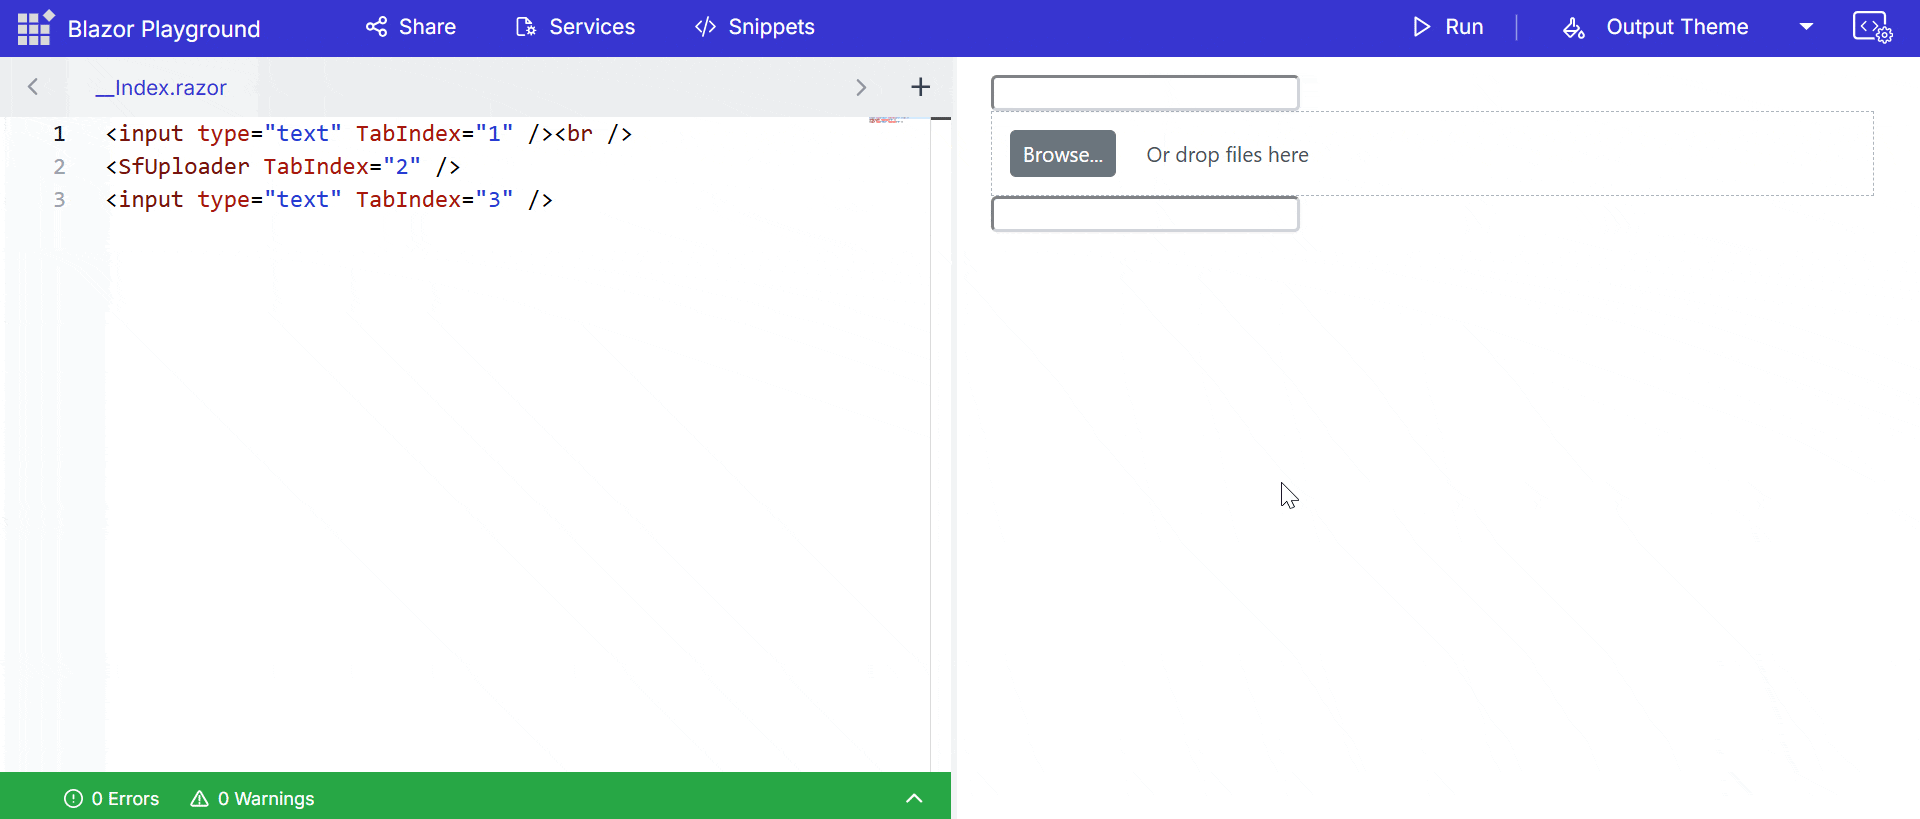 Blazor Playground
Share
Services
Snippets
Run
Output Theme
__Index.razor
1 <input type="text" TabIndex="1" /><br />
2 <SfUploader TabIndex="2" />
3 <input type="text" TabIndex="3" />
Browse...
Or drop files here
0 Errors
0 Warnings